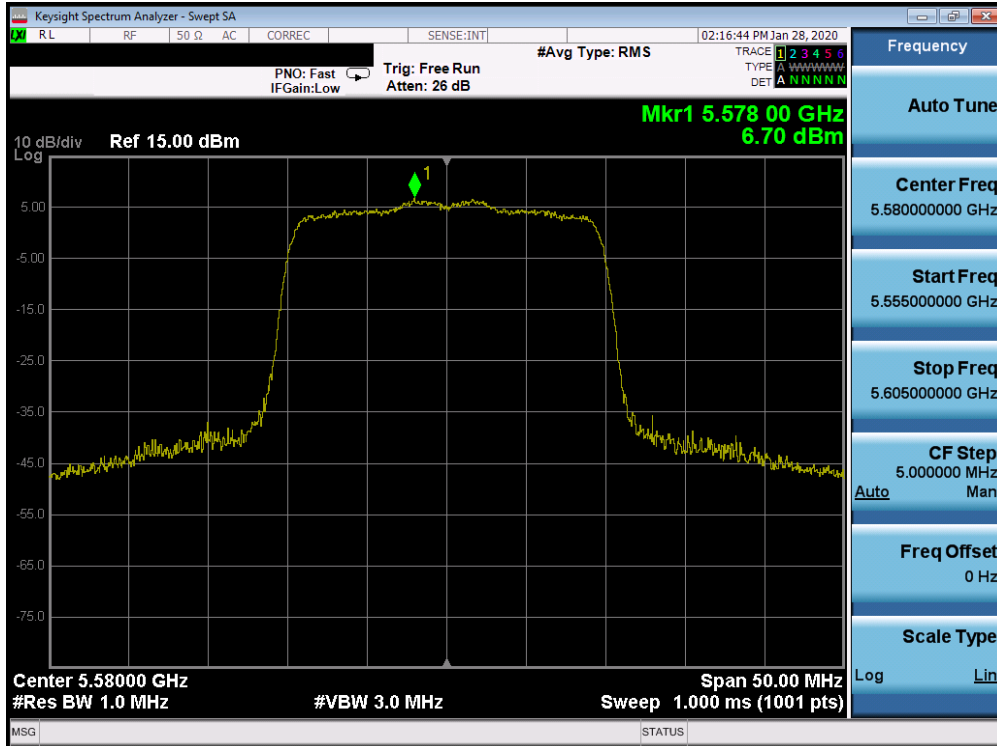 Keysight Spectrum Analyzer - Swept SA
LXI RL RF 50 Ω AC CORREC SENSE:INT 02:16:44 PM Jan 28, 2020
#Avg Type: RMS TRACE 1 2 3 4 5 6
PNO: Fast Trig: Free Run TYPE A WWWWW
IFGain:Low Atten: 26 dB DET A N N N N N
Mkr1 5.578 00 GHz
6.70 dBm
10 dB/div Ref 15.00 dBm
Log
1
5.00
-5.00
-15.0
-25.0
-35.0
-45.0
-55.0
-65.0
-75.0
Center 5.58000 GHz Span 50.00 MHz
#Res BW 1.0 MHz #VBW 3.0 MHz Sweep 1.000 ms (1001 pts)
MSG STATUS
Frequency
Auto Tune
Center Freq
5.580000000 GHz
Start Freq
5.555000000 GHz
Stop Freq
5.605000000 GHz
CF Step
5.000000 MHz
Auto Man
Freq Offset
0 Hz
Scale Type
Log Lin